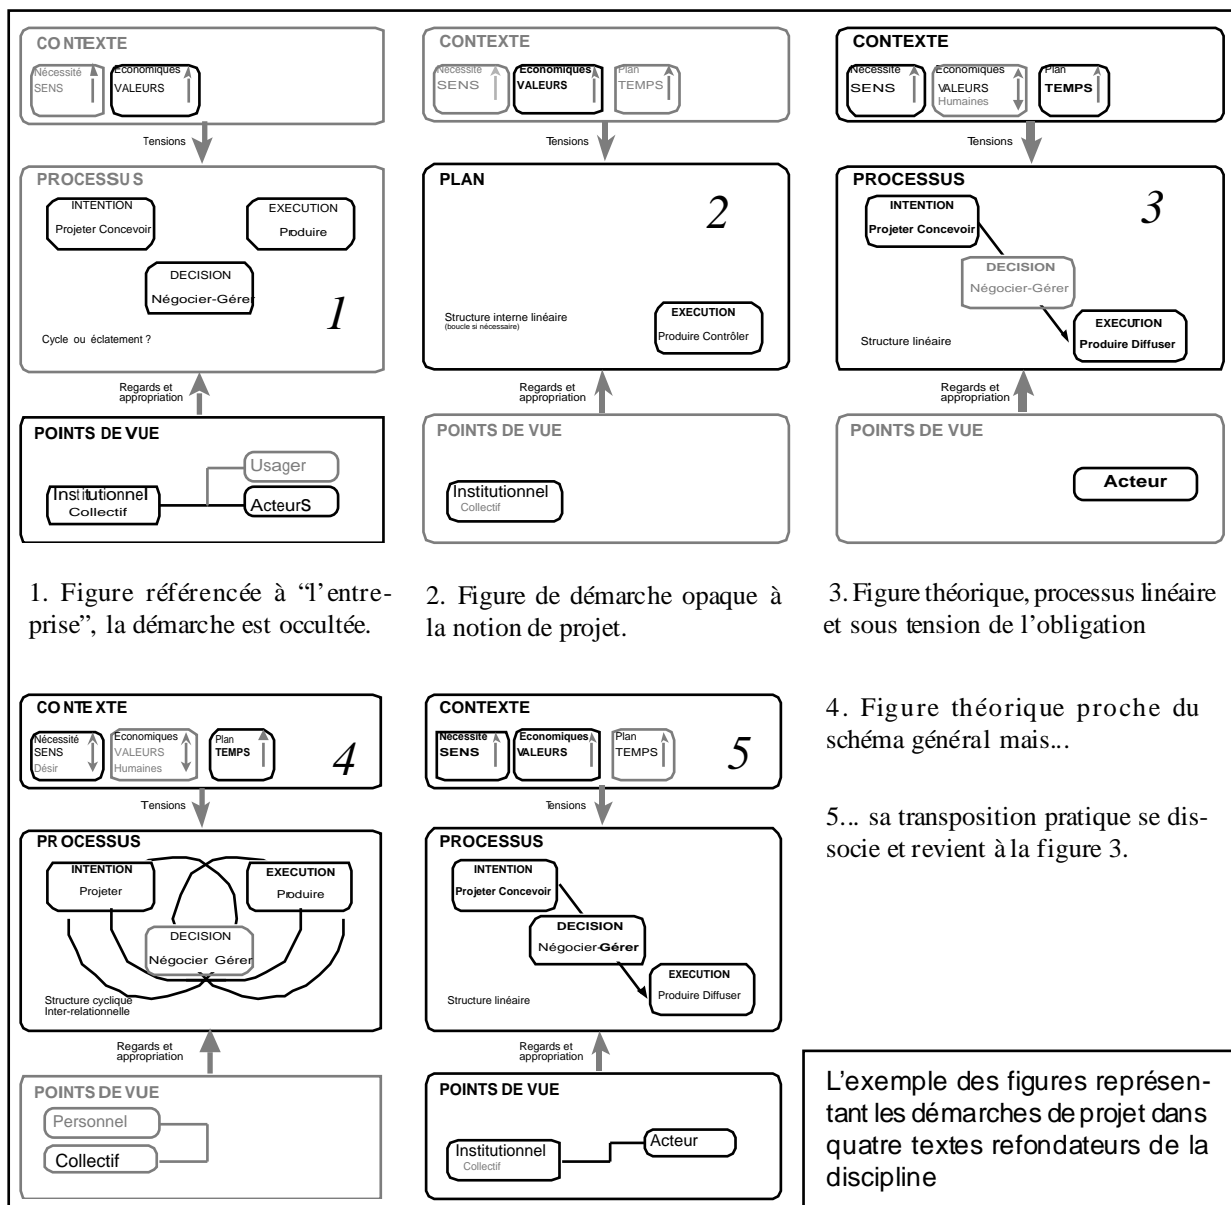 CONTEXTE
Nécessité
SENS
Economiques
VALEURS
Tensions
PROCESSUS
INTENTION
Projeter Concevoir
EXECUTION
Produire
DECISION
Négocier-Gérer
1
Cycle ou éclatement ?
Regards et
appropriation
POINTS DE VUE
Usager
Institutionnel
Collectif
ActeurS
1. Figure référencée à “l’entre-
prise”, la démarche est occultée.
CONTEXTE
Nécessité
SENS
Economiques
VALEURS
Plan
TEMPS
Tensions
PLAN
2
Structure interne linéaire
(boucle si nécessaire)
EXECUTION
Produire Contrôler
Regards et
appropriation
POINTS DE VUE
Institutionnel
Collectif
2. Figure de démarche opaque à
la notion de projet.
CONTEXTE
Nécessité
SENS
Economiques
VALEURS
Humaines
Plan
TEMPS
Tensions
PROCESSUS
INTENTION
Projeter Concevoir
3
DECISION
Négocier-Gérer
EXECUTION
Produire Diffuser
Structure linéaire
Regards et
appropriation
POINTS DE VUE
Acteur
3. Figure théorique, processus linéaire
et sous tension de l’obligation
CONTEXTE
Nécessité
SENS
Désir
Economiques
VALEURS
Humaines
Plan
TEMPS
4
Tensions
PROCESSUS
INTENTION
Projeter
EXECUTION
Produire
DECISION
Négocier Gérer
Structure cyclique
Inter-relationnelle
Regards et
appropriation
POINTS DE VUE
Personnel
Collectif
CONTEXTE
Nécessité
SENS
Economiques
VALEURS
Plan
TEMPS
5
Tensions
PROCESSUS
INTENTION
Projeter Concevoir
DECISION
Négocier-Gérer
EXECUTION
Produire Diffuser
Structure linéaire
Regards et
appropriation
POINTS DE VUE
Institutionnel
Collectif
Acteur
4. Figure théorique proche du
schéma général mais...
5... sa transposition pratique se dis-
socie et revient à la figure 3.
L’exemple des figures représen-
tant les démarches de projet dans
quatre textes refondateurs de la
discipline